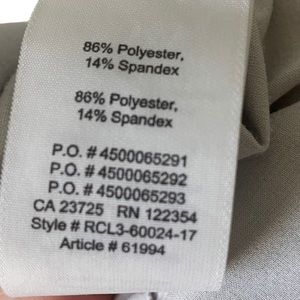 86% Polyester,
14% Spandex
86% Polyester,
14% Spandex
P.O. # 4500065291
P.O. # 4500065292
P.O. # 4500065293
CA 23725 RN 122354
Style # RCL3-60024-17
Article # 61994